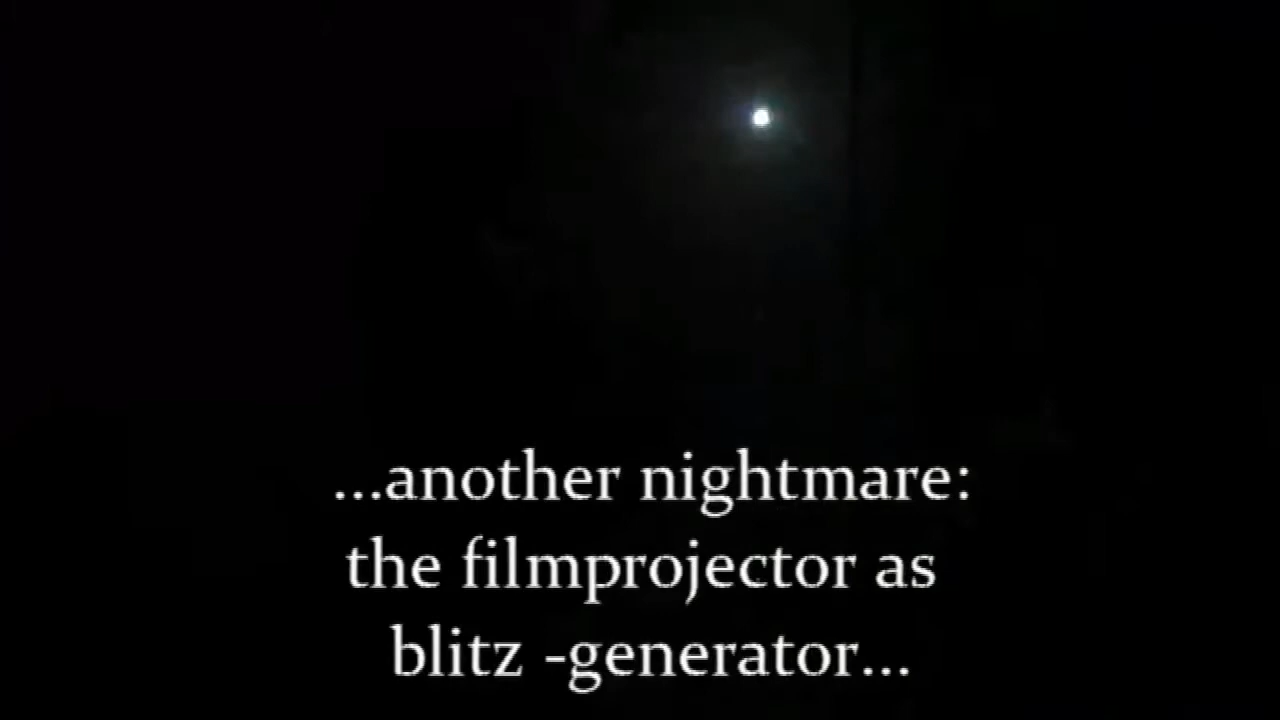 ...another nightmare:
the filmprojector as
blitz -generator...